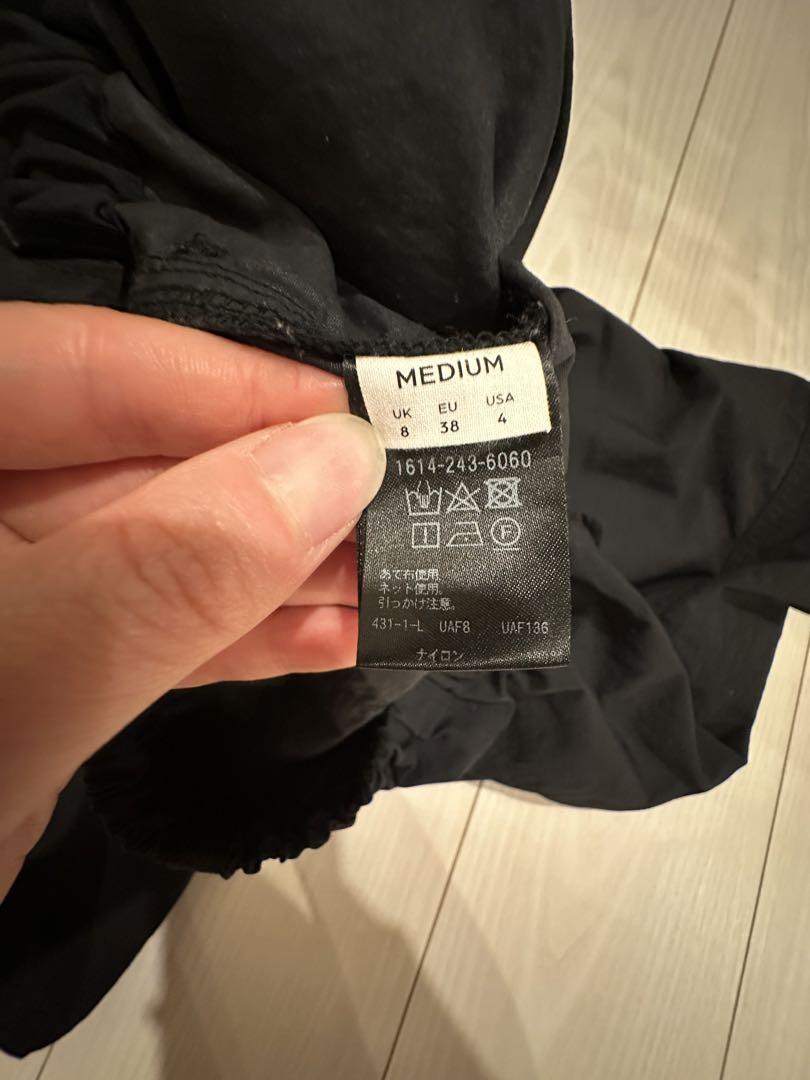 MEDIUM
UK EU USA
8 38 4
1614-243-6060
F
あて布使用
ネット使用。
引っかけ注意。
431-1-L UAF8 UAF136
ナイロン